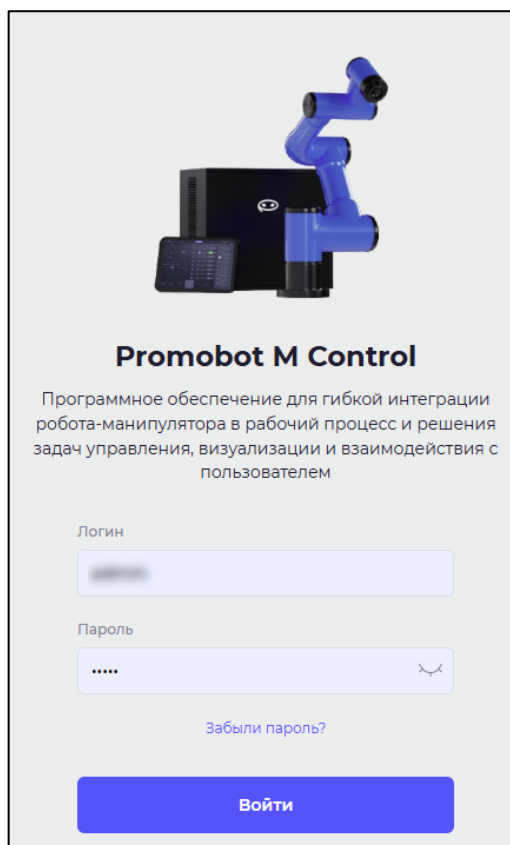 Promobot M Control
Программное обеспечение для гибкой интеграции
робота-манипулятора в рабочий процесс и решения
задач управления, визуализации и взаимодействия с
пользователем
Логин
Пароль
•••••
Забыли пароль?
Войти